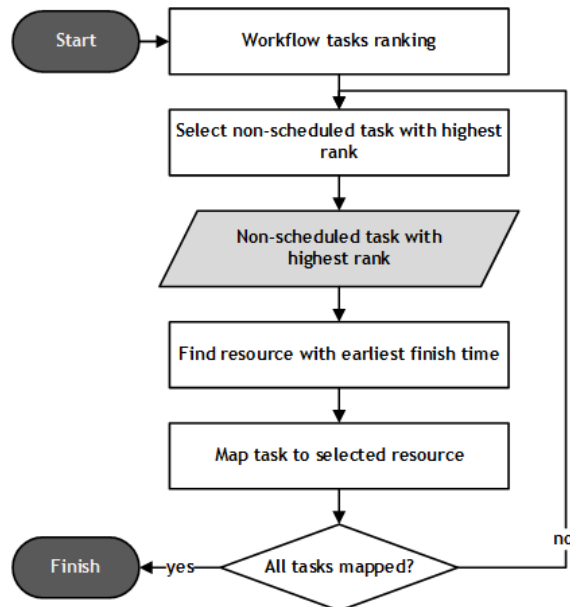 Start
Workflow tasks ranking
Select non-scheduled task with highest
rank
Non-scheduled task with
highest rank
Find resource with earliest finish time
Map task to selected resource
no
Finish
yes
All tasks mapped?